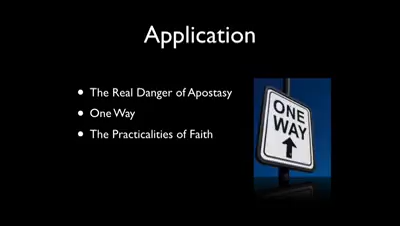 Application
The Real Danger of Apostasy
One Way
The Practicalities of Faith
ONE
WAY